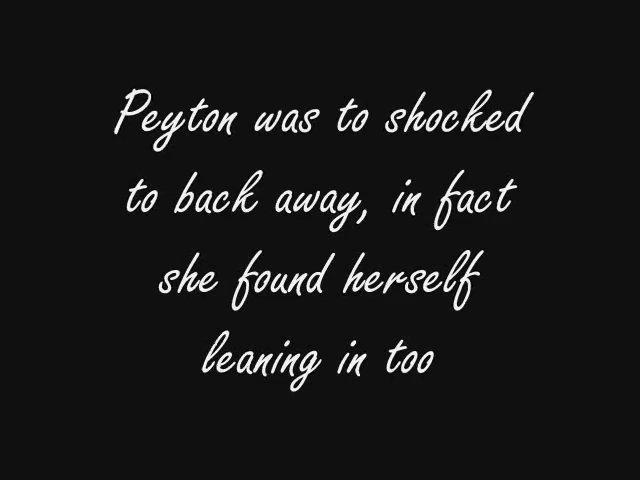 Peyton was to shocked
to back away, in fact
she found herself
leaning in too